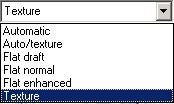 Texture
Automatic
Auto/texture
Flat draft
Flat normal
Flat enhanced
Texture